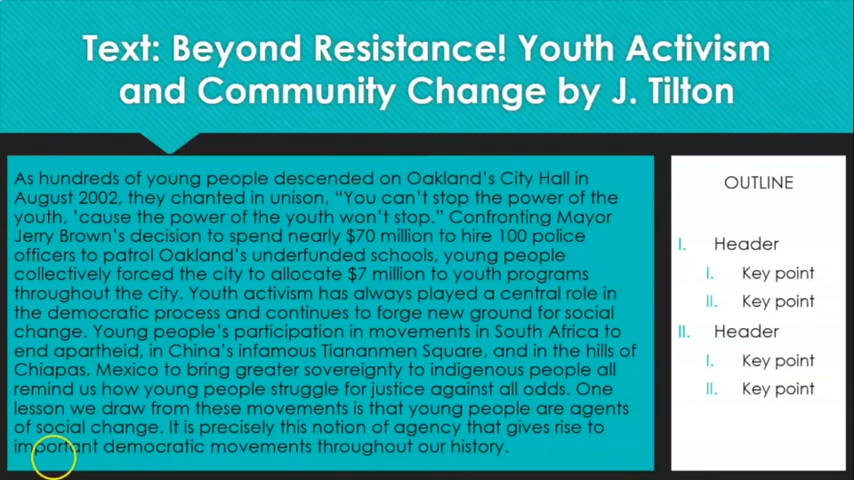 Text: Beyond Resistance! Youth Activism
and Community Change by J. Tilton
As hundreds of young people descended on Oakland’s City Hall in
August 2002, they chanted in unison, “You can’t stop the power of the
youth, ’cause the power of the youth won’t stop.” Confronting Mayor
Jerry Brown’s decision to spend nearly $70 million to hire 100 police
officers to patrol Oakland’s underfunded schools, young people
collectively forced the city to allocate $7 million to youth programs
throughout the city. Youth activism has always played a central role in
the democratic process and continues to forge new ground for social
change. Young people’s participation in movements in South Africa to
end apartheid, in China’s infamous Tiananmen Square, and in the hills of
Chiapas, Mexico to bring greater sovereignty to indigenous people all
remind us how young people struggle for justice against all odds. One
lesson we draw from these movements is that young people are agents
of social change. It is precisely this notion of agency that gives rise to
important democratic movements throughout our history.
OUTLINE
I. Header
I. Key point
II. Key point
II. Header
I. Key point
II. Key point